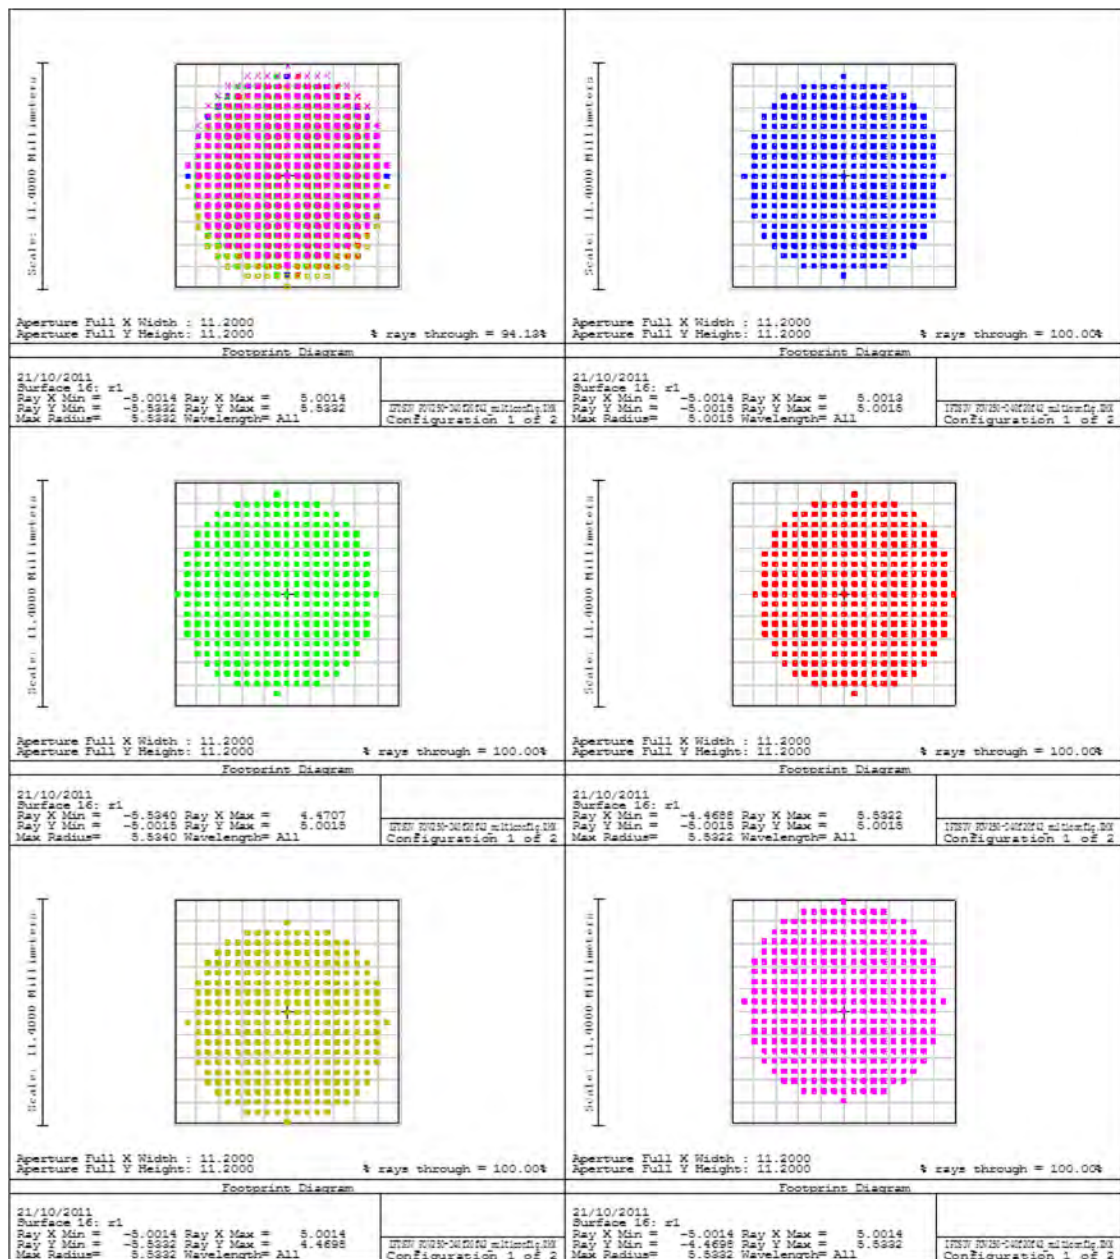 Scale: 11.4000 Millimeters
Aperture Full X Width : 11.2000
Aperture Full Y Height: 11.2000 % rays through = 94.13%
Footprint Diagram
21/10/2011
Surface 16: r1
Ray X Min = -5.0014 Ray X Max = 5.0014
Ray Y Min = -5.5332 Ray Y Max = 5.5332
Max Radius= 5.5332 Wavelength= All
Configuration 1 of 2
Scale: 11.4000 Millimeters
Aperture Full X Width : 11.2000
Aperture Full Y Height: 11.2000 % rays through = 100.00%
Footprint Diagram
21/10/2011
Surface 16: r1
Ray X Min = -5.0014 Ray X Max = 5.0013
Ray Y Min = -5.0015 Ray Y Max = 5.0015
Max Radius= 5.0015 Wavelength= All
Configuration 1 of 2
Scale: 11.4000 Millimeters
Aperture Full X Width : 11.2000
Aperture Full Y Height: 11.2000 % rays through = 100.00%
Footprint Diagram
21/10/2011
Surface 16: r1
Ray X Min = -5.5340 Ray X Max = 4.4707
Ray Y Min = -5.0015 Ray Y Max = 5.0015
Max Radius= 5.5340 Wavelength= All
Configuration 1 of 2
Scale: 11.4000 Millimeters
Aperture Full X Width : 11.2000
Aperture Full Y Height: 11.2000 % rays through = 100.00%
Footprint Diagram
21/10/2011
Surface 16: r1
Ray X Min = -4.4688 Ray X Max = 5.5322
Ray Y Min = -5.0015 Ray Y Max = 5.0015
Max Radius= 5.5322 Wavelength= All
Configuration 1 of 2
Scale: 11.4000 Millimeters
Aperture Full X Width : 11.2000
Aperture Full Y Height: 11.2000 % rays through = 100.00%
Footprint Diagram
21/10/2011
Surface 16: r1
Ray X Min = -5.0014 Ray X Max = 5.0014
Ray Y Min = -5.5332 Ray Y Max = 4.4698
Max Radius= 5.5332 Wavelength= All
Configuration 1 of 2
Scale: 11.4000 Millimeters
Aperture Full X Width : 11.2000
Aperture Full Y Height: 11.2000 % rays through = 100.00%
Footprint Diagram
21/10/2011
Surface 16: r1
Ray X Min = -5.0014 Ray X Max = 5.0014
Ray Y Min = -4.4698 Ray Y Max = 5.5332
Max Radius= 5.5332 Wavelength= All
Configuration 1 of 2